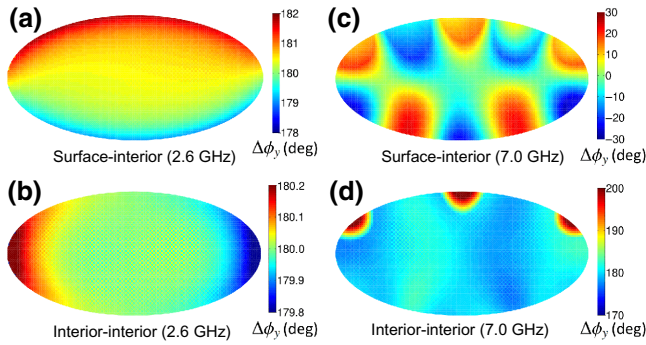 (a)
182
181
180
179
178
Δϕy (deg)
Surface-interior (2.6 GHz)
(c)
30
20
10
0
−10
−20
−30
Δϕy (deg)
Surface-interior (7.0 GHz)
(b)
180.2
180.1
180.0
179.9
179.8
Δϕy (deg)
Interior-interior (2.6 GHz)
(d)
200
190
180
170
Δϕy (deg)
Interior-interior (7.0 GHz)